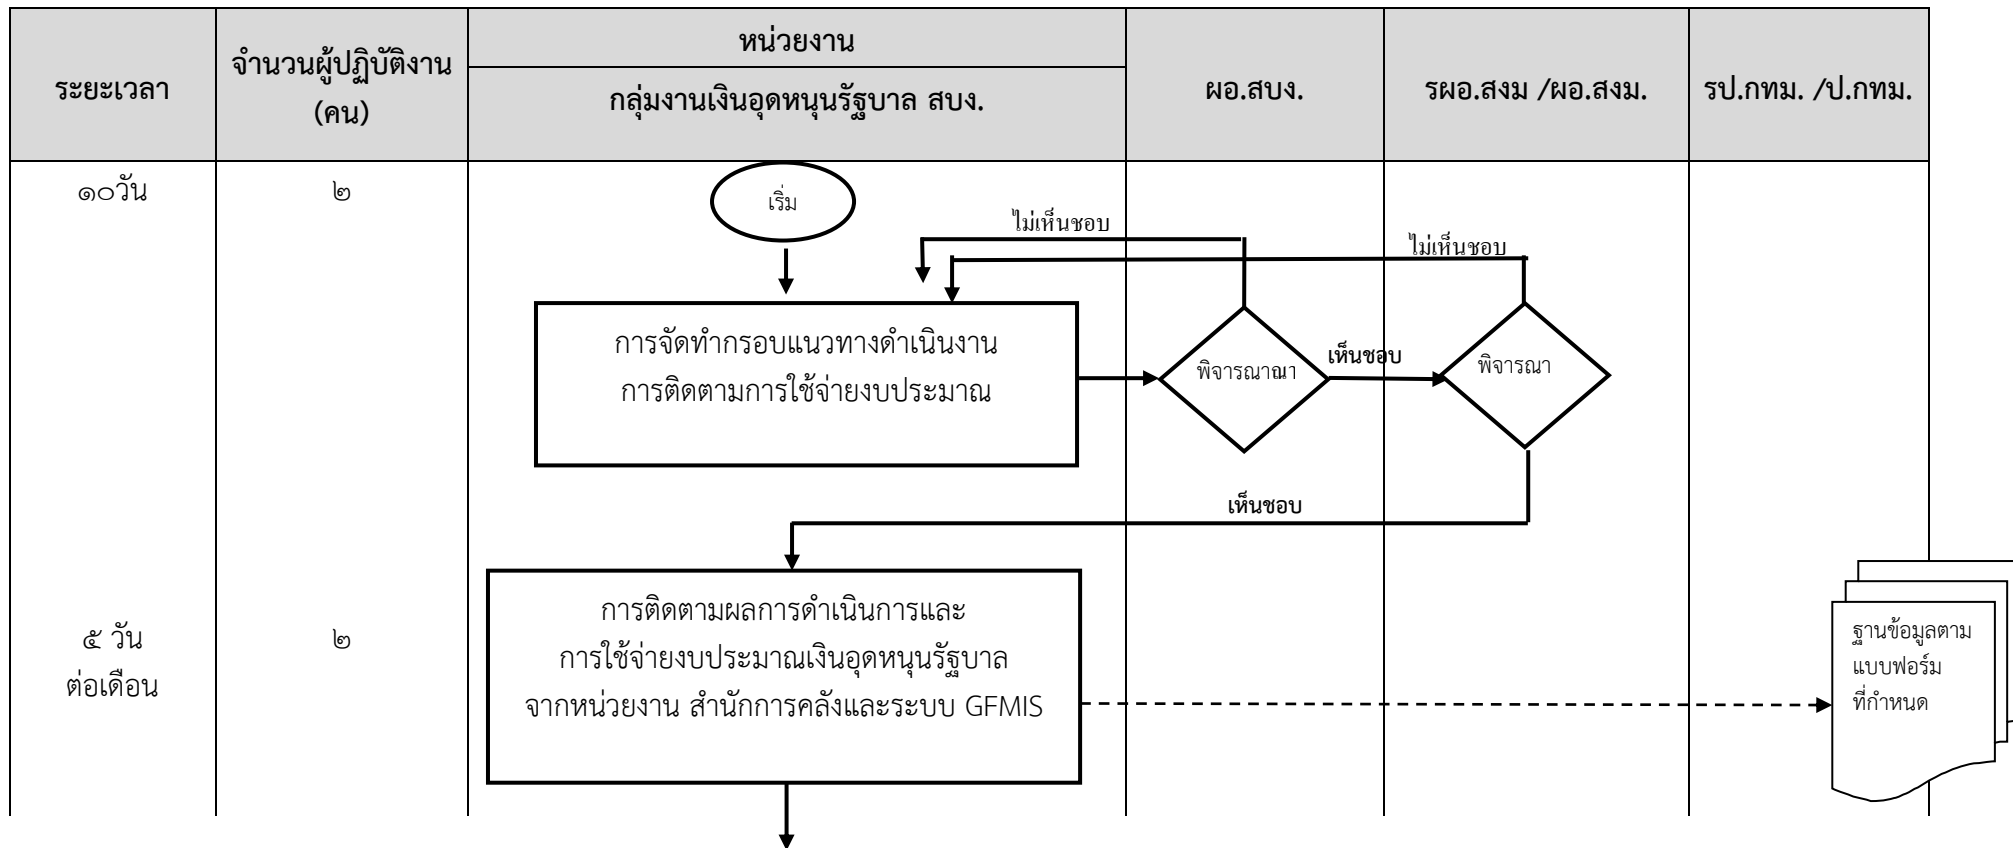 ระยะเวลา
จำนวนผู้ปฏิบัติงาน
(คน)
หน่วยงาน
กลุ่มงานเงินอุดหนุนรัฐบาล สบง.
ผอ.สบง.
รผอ.สงม /ผอ.สงม.
รป.กทม. /ป.กทม.
๑๐วัน
๒
เริ่ม
ไม่เห็นชอบ
ไม่เห็นชอบ
การจัดทำกรอบแนวทางดำเนินงาน
การติดตามการใช้จ่ายงบประมาณ
พิจารณาณา
เห็นชอบ
พิจารณา
เห็นชอบ
๕ วัน
ต่อเดือน
๒
การติดตามผลการดำเนินการและ
การใช้จ่ายงบประมาณเงินอุดหนุนรัฐบาล
จากหน่วยงาน สำนักการคลังและระบบ GFMIS
ฐานข้อมูลตาม
แบบฟอร์ม
ที่กำหนด